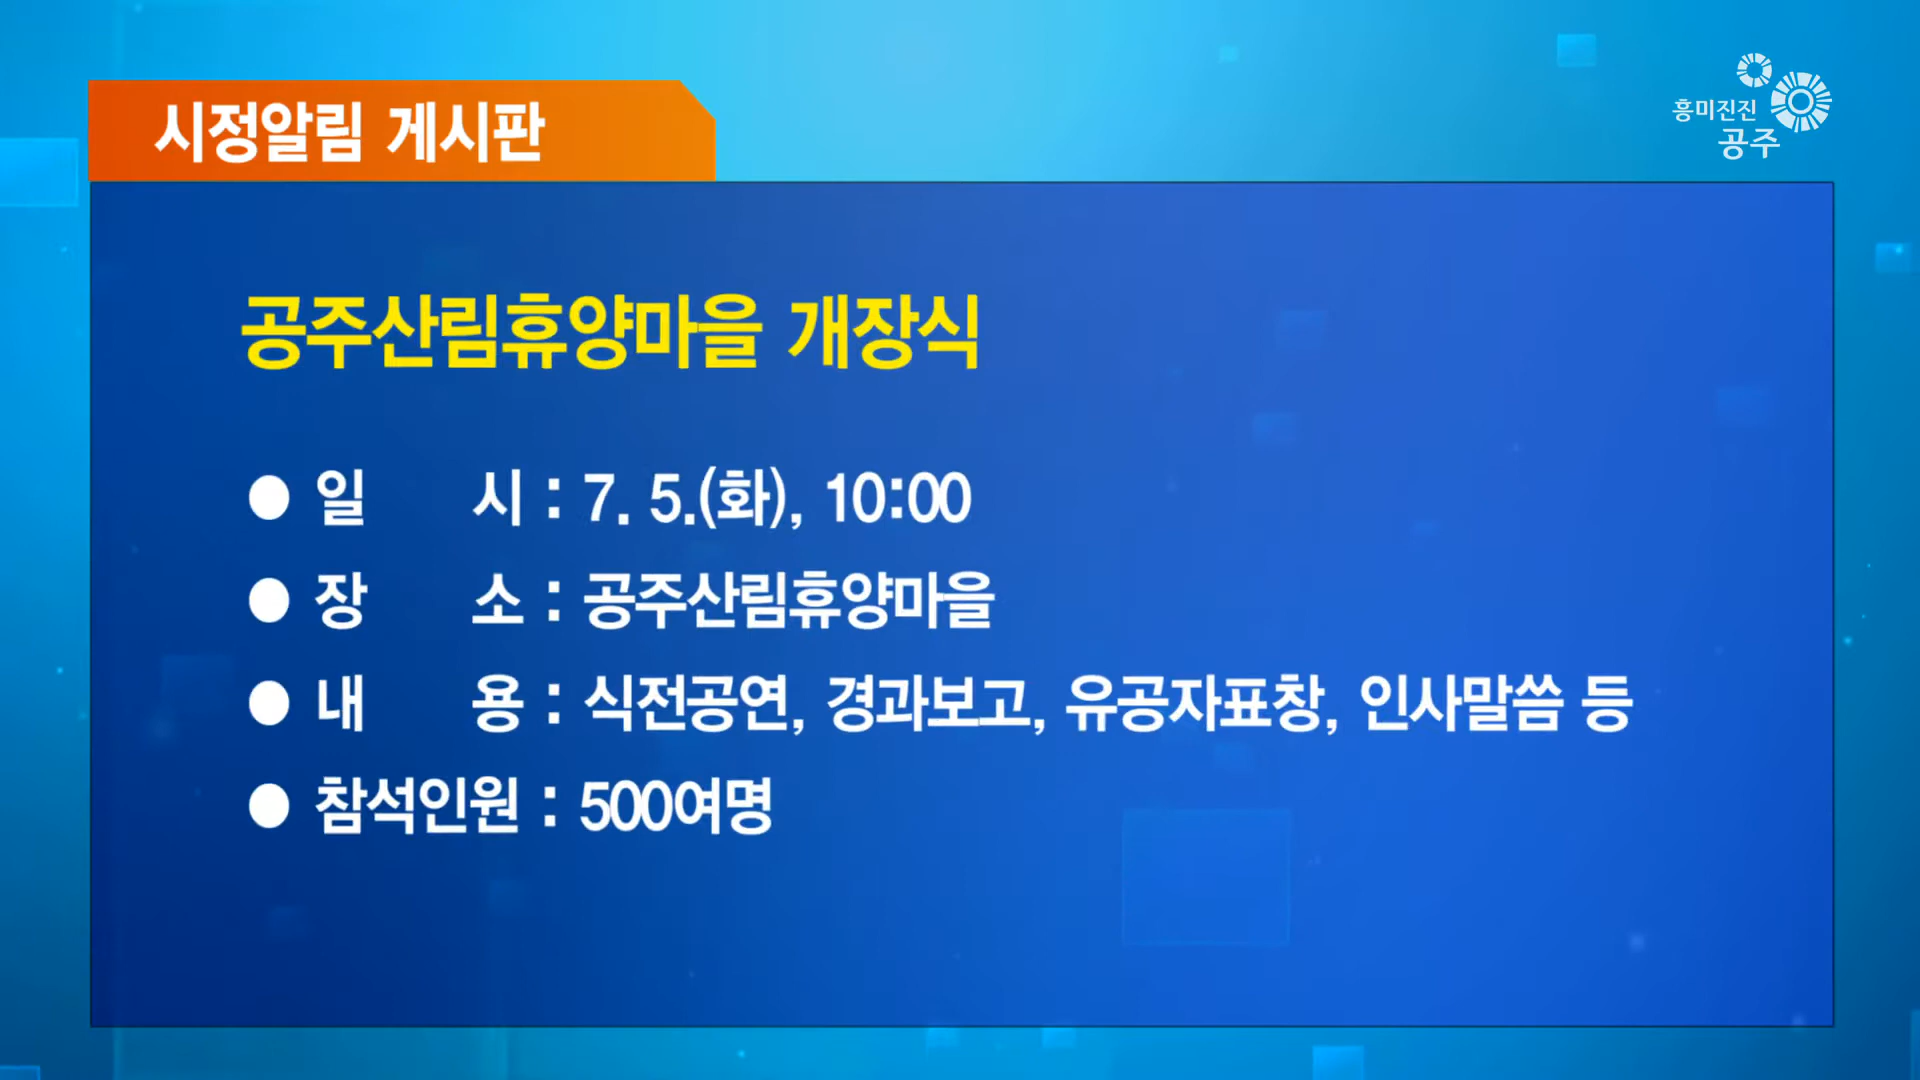 시정알림 게시판
흥미진진
공주
공주산림휴양마을 개장식
● 일 시 : 7. 5.(화), 10:00
● 장 소 : 공주산림휴양마을
● 내 용 : 식전공연, 경과보고, 유공자표창, 인사말씀 등
● 참석인원 : 500여명